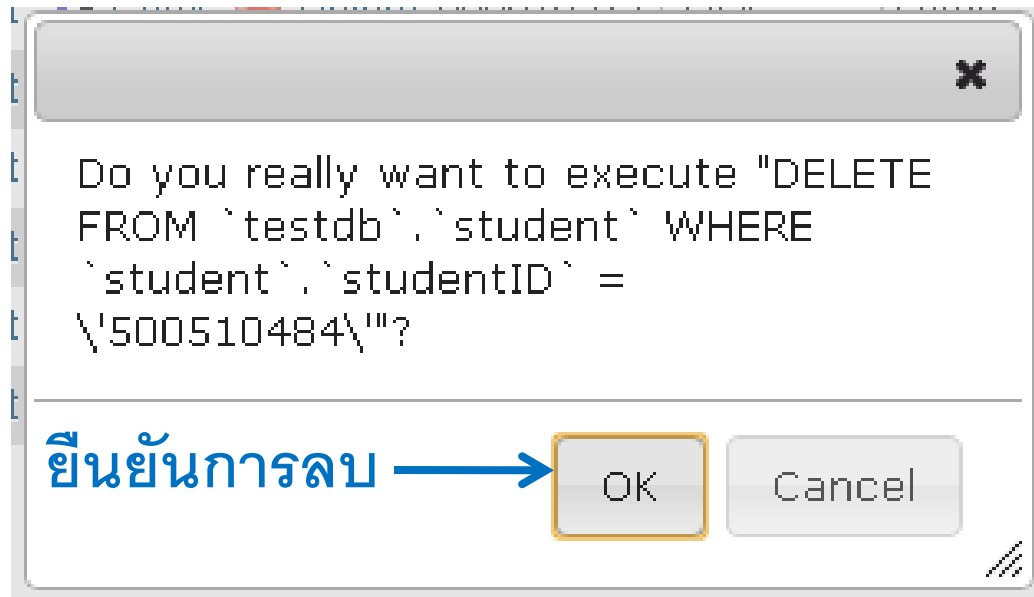 Do you really want to execute "DELETE
FROM `testdb`.`student` WHERE
`student`.`studentID` =
\'500510484\'"?
ยืนยันการลบ
OK
Cancel